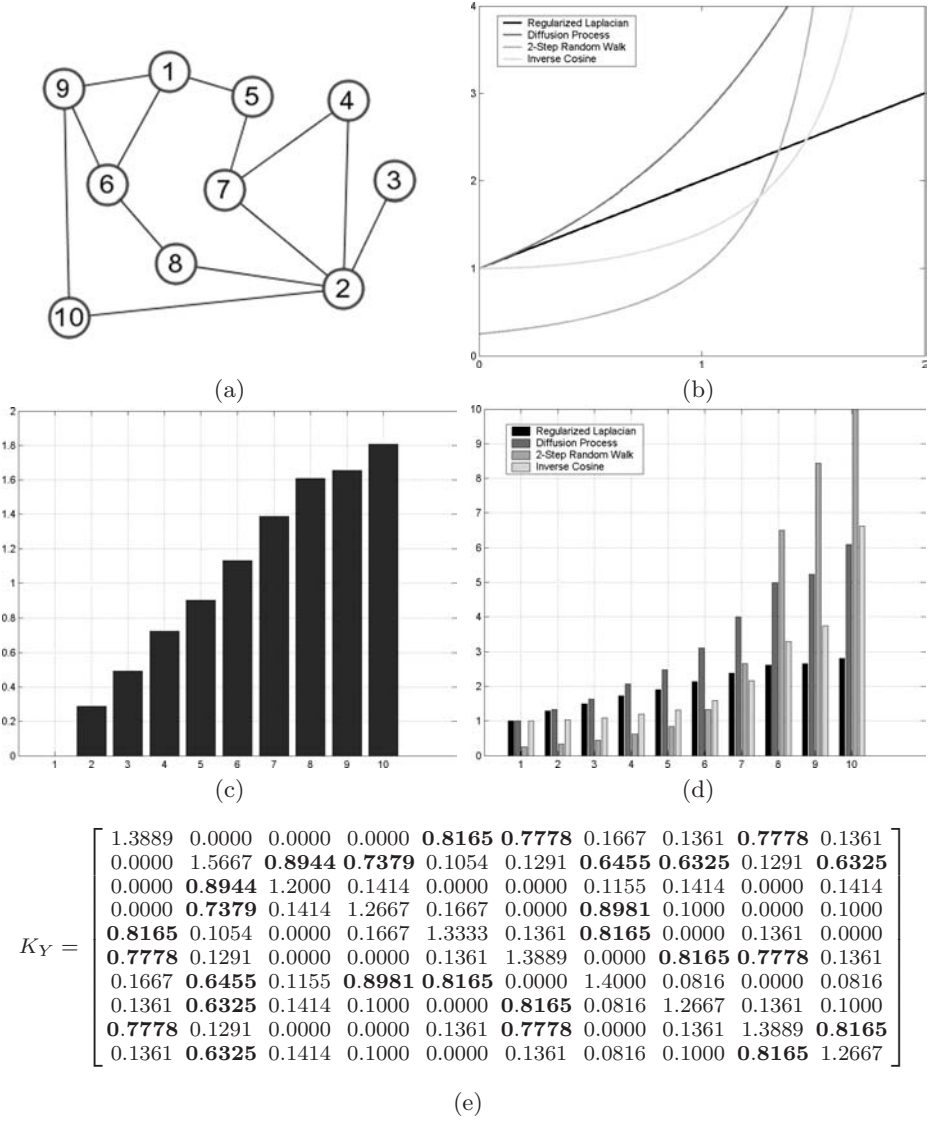 9 1 5 4 3 6 7 8 2 10
(a)
4
3
2
1
0
0 1 2
Regularized Laplacian
Diffusion Process
2-Step Random Walk
Inverse Cosine
(b)
2
1.8
1.6
1.4
1.2
1
0.8
0.6
0.4
0.2
0
1 2 3 4 5 6 7 8 9 10
(c)
10
9
8
7
6
5
4
3
2
1
0
1 2 3 4 5 6 7 8 9 10
Regularized Laplacian
Diffusion Process
2-Step Random Walk
Inverse Cosine
(d)
1.3889 0.0000 0.0000 0.0000 0.8165 0.7778 0.1667 0.1361 0.7778 0.1361
0.0000 1.5667 0.8944 0.7379 0.1054 0.1291 0.6455 0.6325 0.1291 0.6325
0.0000 0.8944 1.2000 0.1414 0.0000 0.0000 0.1155 0.1414 0.0000 0.1414
0.0000 0.7379 0.1414 1.2667 0.1667 0.0000 0.8981 0.1000 0.0000 0.1000
K_Y = 0.8165 0.1054 0.0000 0.1667 1.3333 0.1361 0.8165 0.0000 0.1361 0.0000
0.7778 0.1291 0.0000 0.0000 0.1361 1.3889 0.0000 0.8165 0.7778 0.1361
0.1667 0.6455 0.1155 0.8981 0.8165 0.0000 1.4000 0.0816 0.0000 0.0816
0.1361 0.6325 0.1414 0.1000 0.0000 0.8165 0.0816 1.2667 0.1361 0.1000
0.7778 0.1291 0.0000 0.0000 0.1361 0.7778 0.0000 0.1361 1.3889 0.8165
0.1361 0.6325 0.1414 0.1000 0.0000 0.1361 0.0816 0.1000 0.8165 1.2667
(e)